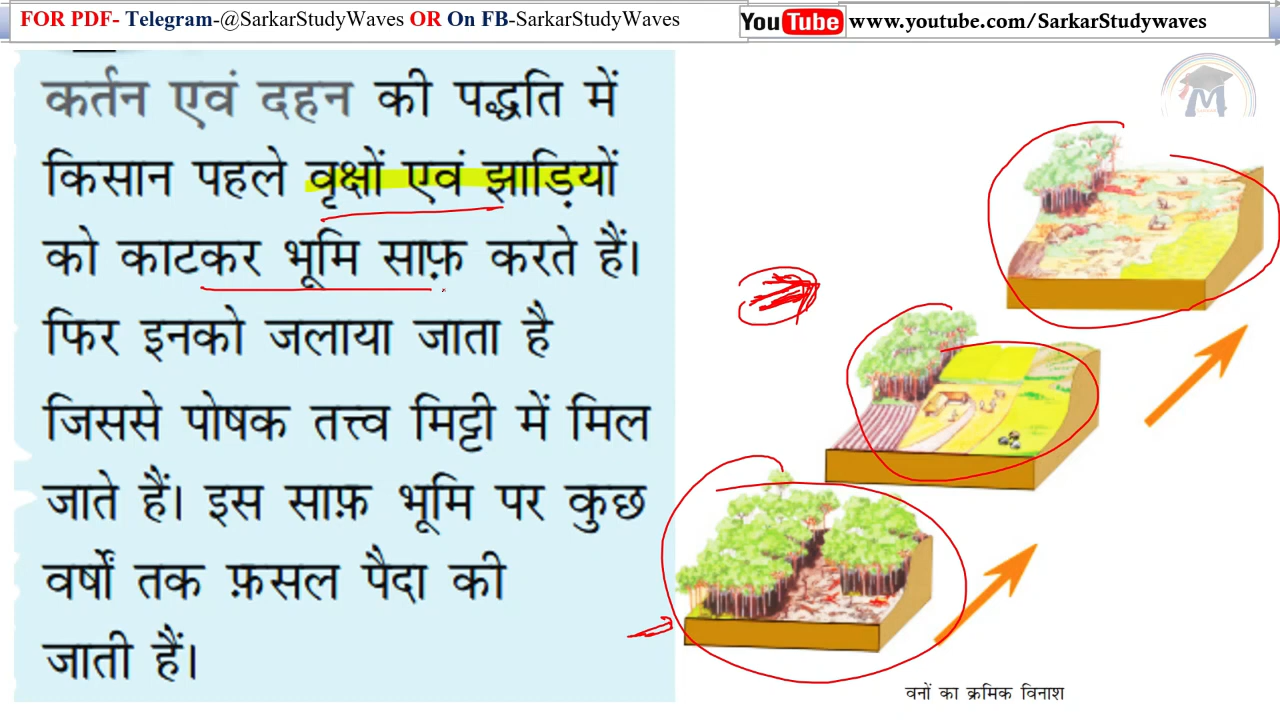 FOR PDF- Telegram-@SarkarStudyWaves OR On FB-SarkarStudyWaves
YouTube www.youtube.com/SarkarStudywaves
M
कर्तन एवं दहन की पद्धति में
किसान पहले वृक्षों एवं झाड़ियों
को काटकर भूमि साफ़ करते हैं।
फिर इनको जलाया जाता है
जिससे पोषक तत्त्व मिट्टी में मिल
जाते हैं। इस साफ़ भूमि पर कुछ
वर्षों तक फ़सल पैदा की
जाती हैं।
वनों का क्रमिक विनाश